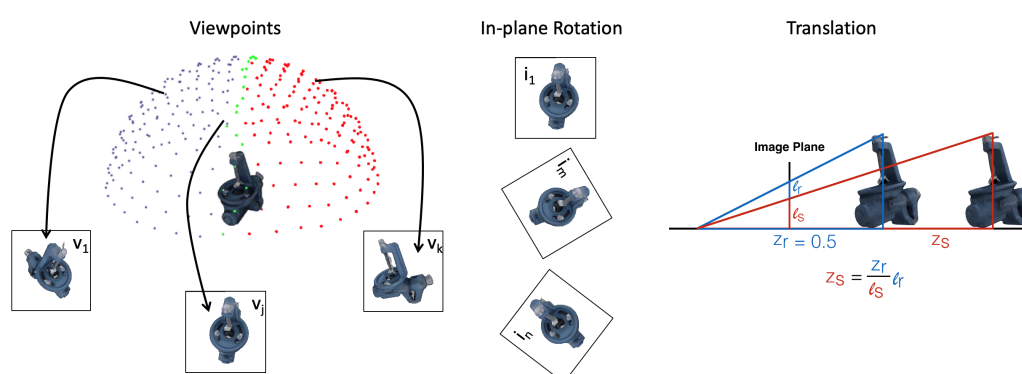 Viewpoints
In-plane Rotation
Translation
v1
vj
vk
i1
im
in
Image Plane
ℓr
ℓs
zr = 0.5
zs
zs = zr/ℓs ℓr